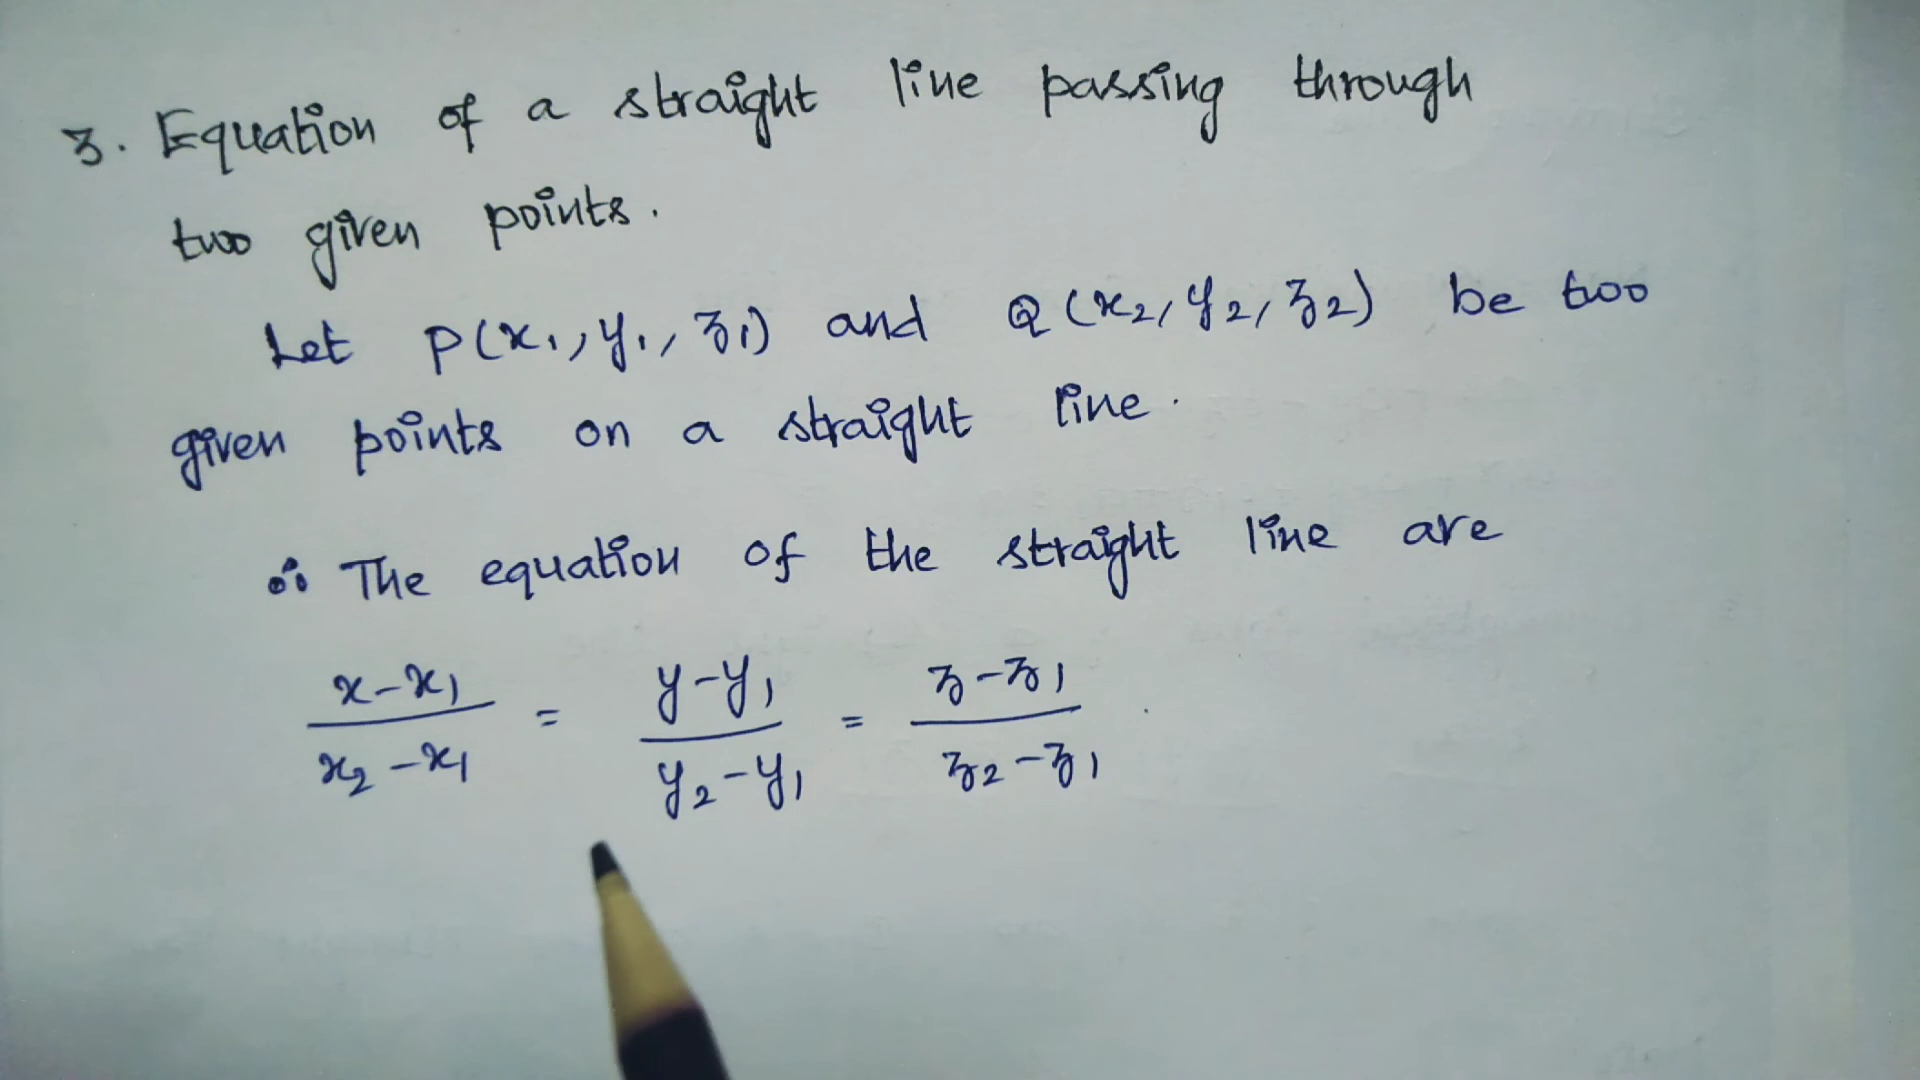 3. Equation of a straight line passing through
two given points.
Let P(x₁, y₁, z₁) and Q(x₂, y₂, z₂) be two
given points on a straight line.
∴ The equation of the straight line are
x-x₁/x₂-x₁ = y-y₁/y₂-y₁ = z-z₁/z₂-z₁